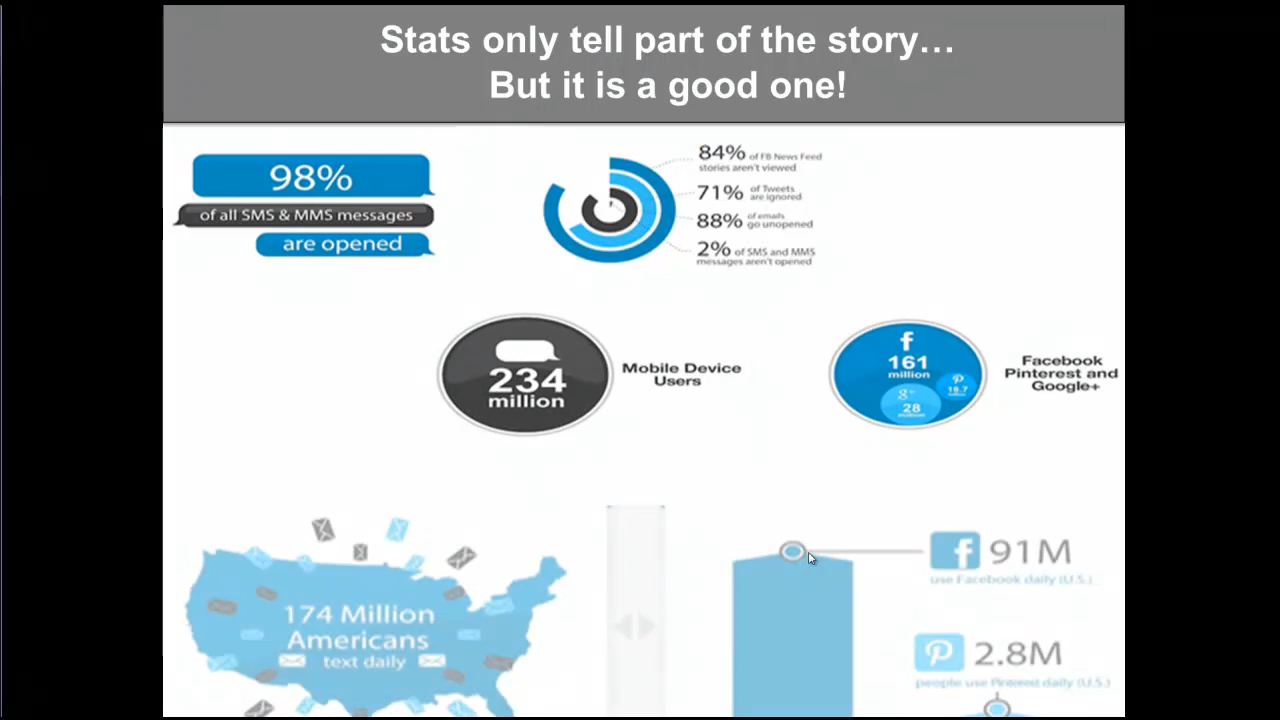 Stats only tell part of the story…
But it is a good one!
98%
of all SMS & MMS messages
are opened
84% of FB News Feed
stories aren't viewed
71% of Tweets
are ignored
88% of emails
go unopened
2% of SMS and MMS
messages aren't opened
234
million
Mobile Device
Users
f
161
million
g+
28
million
18.7
Facebook
Pinterest and
Google+
174 Million
Americans
text daily
f 91M
use Facebook daily (U.S.)
2.8M
people use Pinterest daily (U.S.)